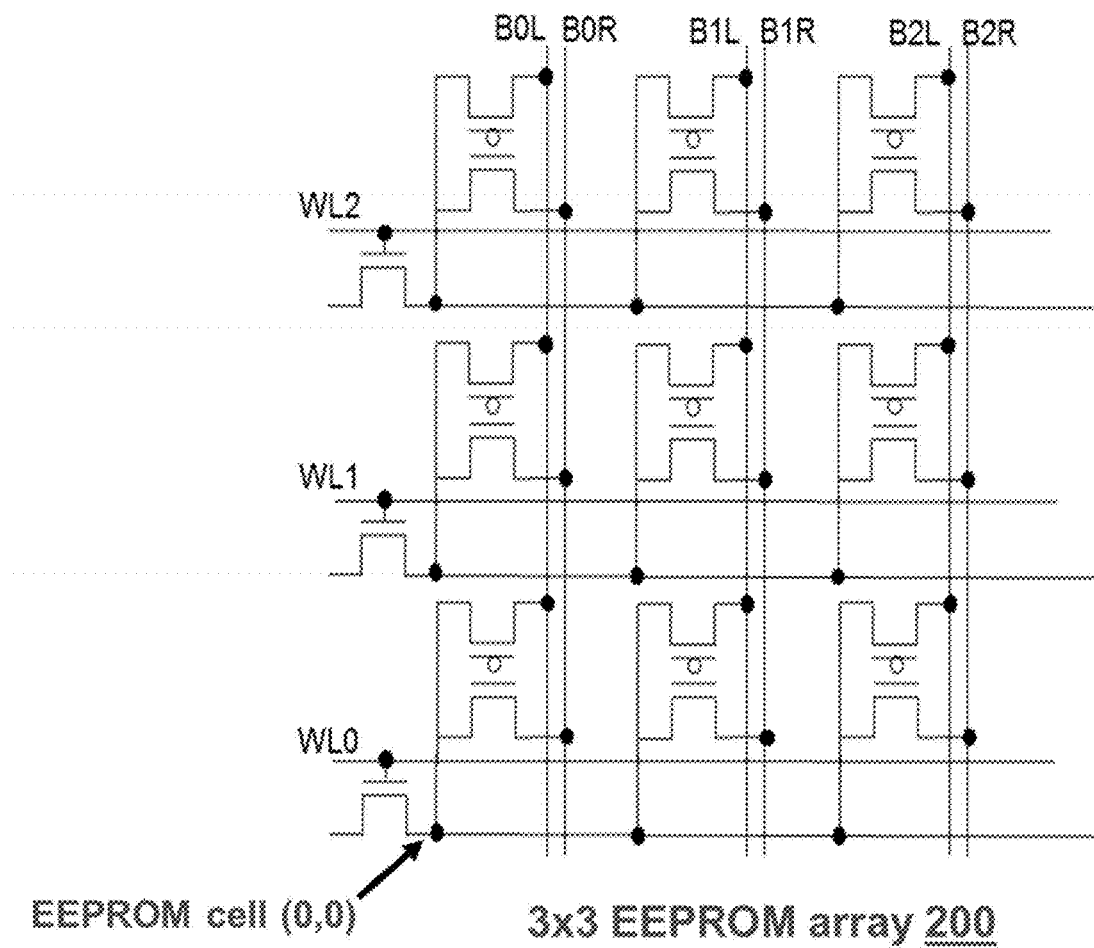 B0L B0R B1L B1R B2L B2R
WL2
WL1
WL0
EEPROM cell (0,0)
3x3 EEPROM array 200